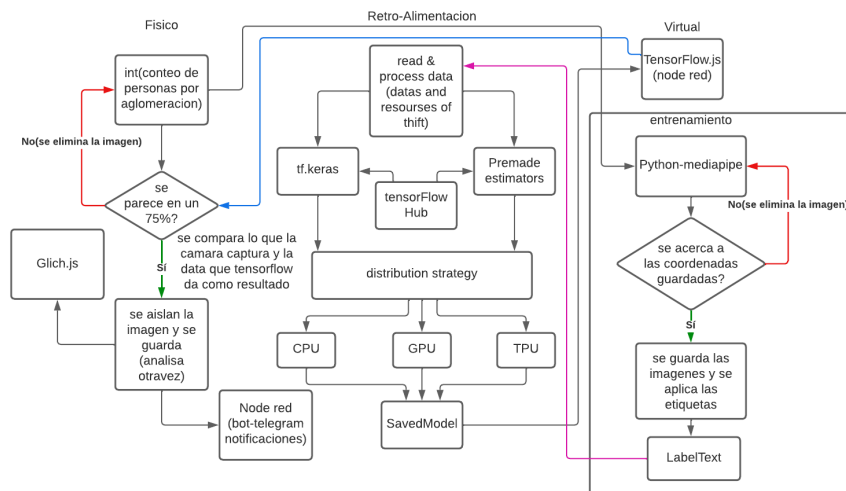 Fisico
Retro-Alimentacion
Virtual
int(conteo de
personas por
aglomeracion)
No(se elimina la imagen)
se
parece en un
75%?
se compara lo que la
camara captura y la
data que tensorflow
da como resultado
Sí
Glich.js
se aislan la
imagen y se
guarda
(analisa
otravez)
Node red
(bot-telegram
notificaciones)
read &
process data
(datas and
resourses of
thift)
tf.keras
Premade
estimators
tensorFlow
Hub
distribution strategy
CPU
GPU
TPU
SavedModel
TensorFlow.js
(node red)
entrenamiento
Python-mediapipe
No(se elimina la imagen)
se acerca a
las coordenadas
guardadas?
Sí
se guarda las
imagenes y se
aplica las
etiquetas
LabelText